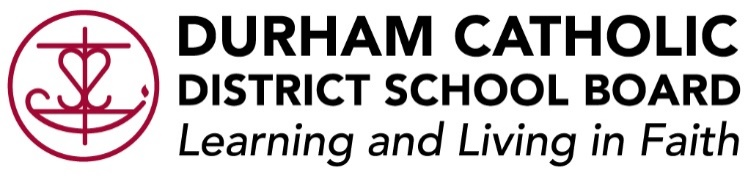 DURHAM CATHOLIC
DISTRICT SCHOOL BOARD
Learning and Living in Faith